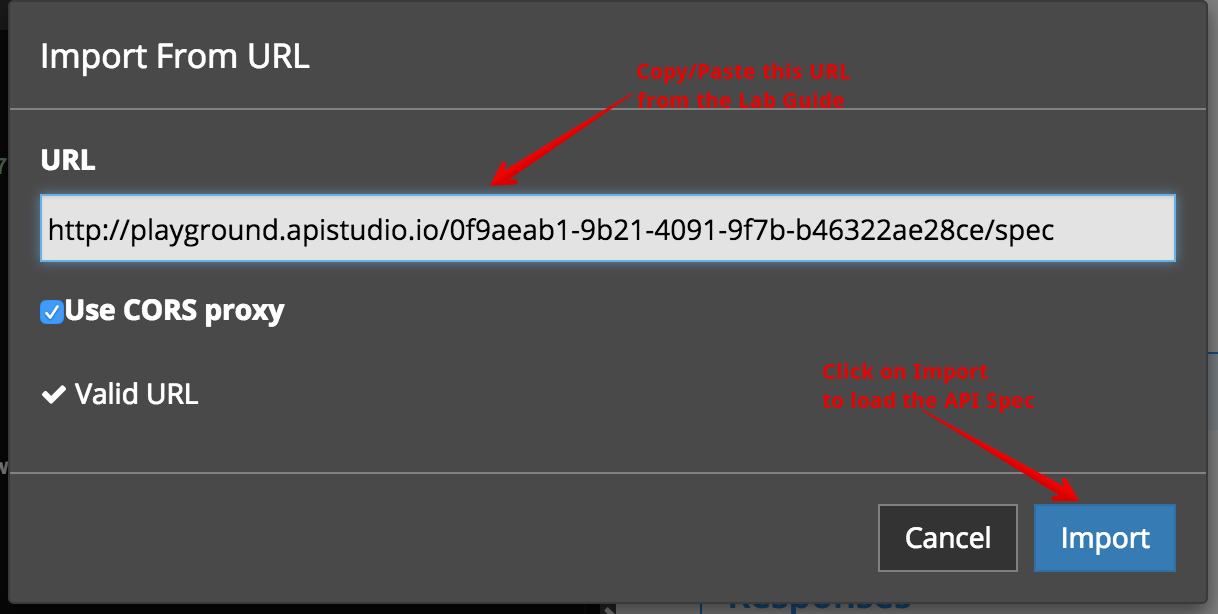 Import From URL
Copy/Paste this URL
from the Lab Guide
URL
http://playground.apistudio.io/0f9aeab1-9b21-4091-9f7b-b46322ae28ce/spec
Use CORS proxy
Valid URL
Click on Import
to load the API Spec
Cancel
Import
Responses